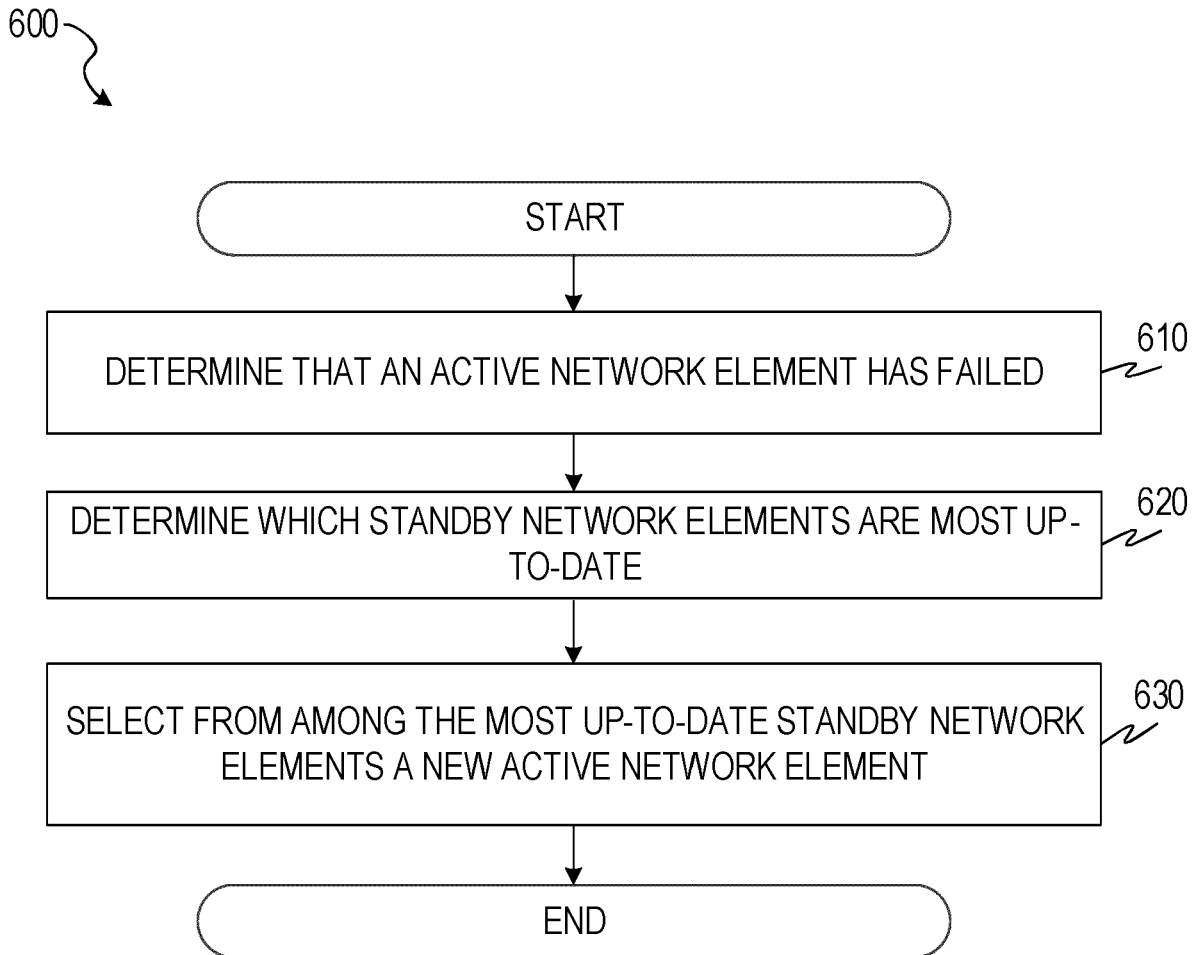 600
START
DETERMINE THAT AN ACTIVE NETWORK ELEMENT HAS FAILED
610
DETERMINE WHICH STANDBY NETWORK ELEMENTS ARE MOST UP-
TO-DATE
620
SELECT FROM AMONG THE MOST UP-TO-DATE STANDBY NETWORK
ELEMENTS A NEW ACTIVE NETWORK ELEMENT
630
END